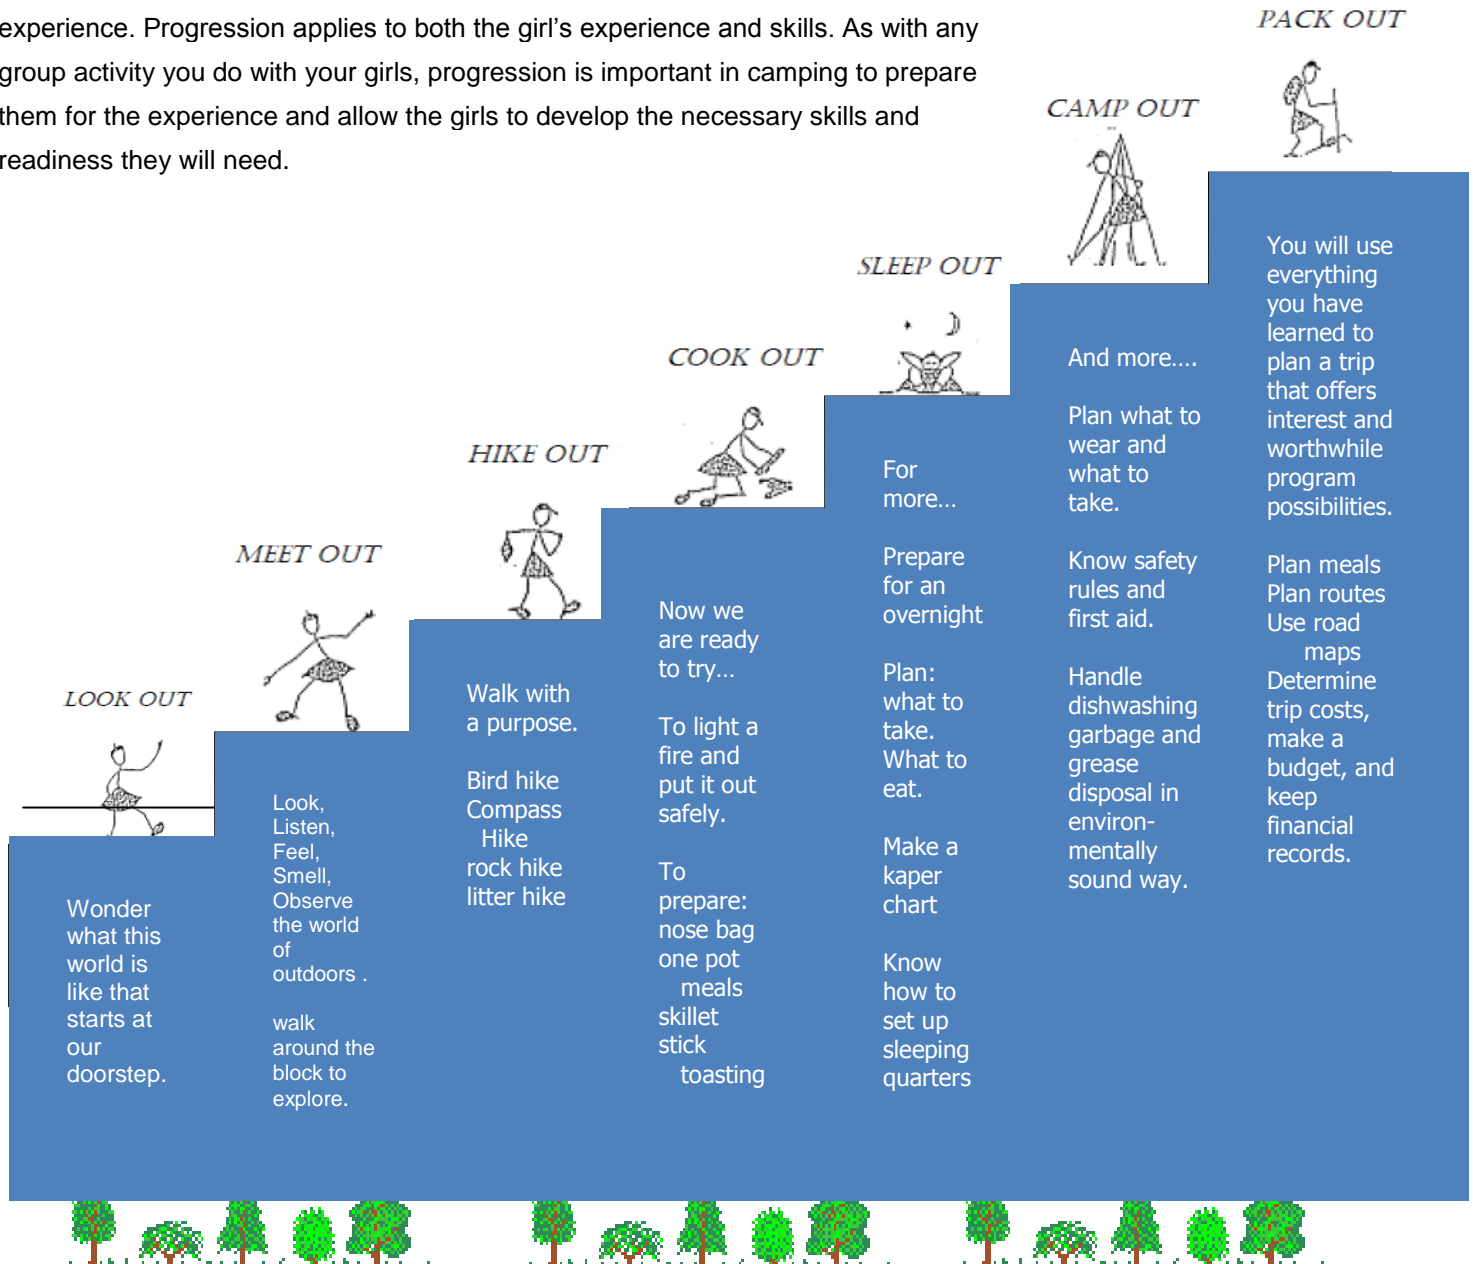 experience. Progression applies to both the girl’s experience and skills. As with any
group activity you do with your girls, progression is important in camping to prepare
them for the experience and allow the girls to develop the necessary skills and
readiness they will need.
LOOK OUT
Wonder
what this
world is
like that
starts at
our
doorstep.
MEET OUT
Look,
Listen,
Feel,
Smell,
Observe
the world
of
outdoors .
walk
around the
block to
explore.
HIKE OUT
Walk with
a purpose.
Bird hike
Compass
Hike
rock hike
litter hike
COOK OUT
Now we
are ready
to try…
To light a
fire and
put it out
safely.
To
prepare:
nose bag
one pot
meals
skillet
stick
toasting
SLEEP OUT
For
more…
Prepare
for an
overnight
Plan:
what to
take.
What to
eat.
Make a
kaper
chart
Know
how to
set up
sleeping
quarters
CAMP OUT
And more….
Plan what to
wear and
what to
take.
Know safety
rules and
first aid.
Handle
dishwashing
garbage and
grease
disposal in
environ-
mentally
sound way.
PACK OUT
You will use
everything
you have
learned to
plan a trip
that offers
interest and
worthwhile
program
possibilities.
Plan meals
Plan routes
Use road
maps
Determine
trip costs,
make a
budget, and
keep
financial
records.